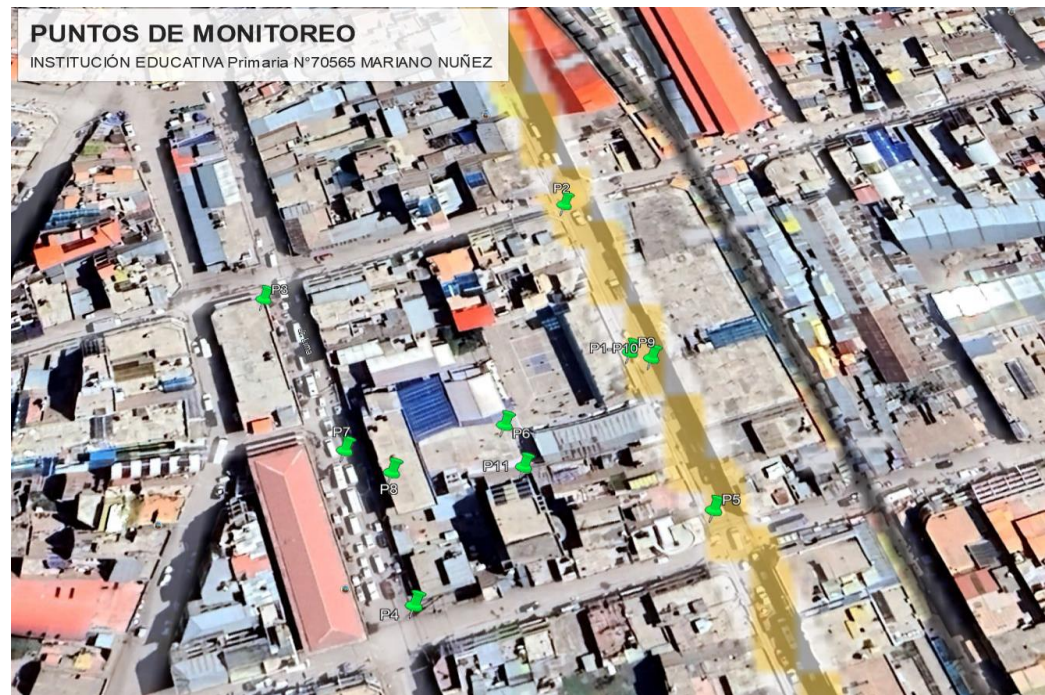 PUNTOS DE MONITOREO
INSTITUCIÓN EDUCATIVA Primaria N°70565 MARIANO NUÑEZ
P2
P3
P1-P10
P9
P7
P6
P11
P8
P5
P4